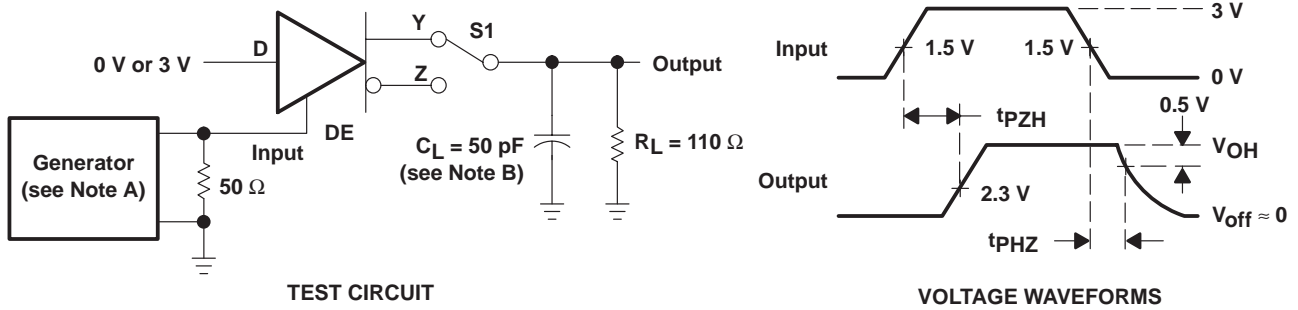 Y
S1
D
0 V or 3 V
Z
Output
DE
Generator
(see Note A)
Input
50 Ω
CL = 50 pF
(see Note B)
RL = 110 Ω
TEST CIRCUIT
3 V
Input
1.5 V
1.5 V
0 V
0.5 V
tPZH
VOH
Output
2.3 V
Voff ≈ 0
tPHZ
VOLTAGE WAVEFORMS